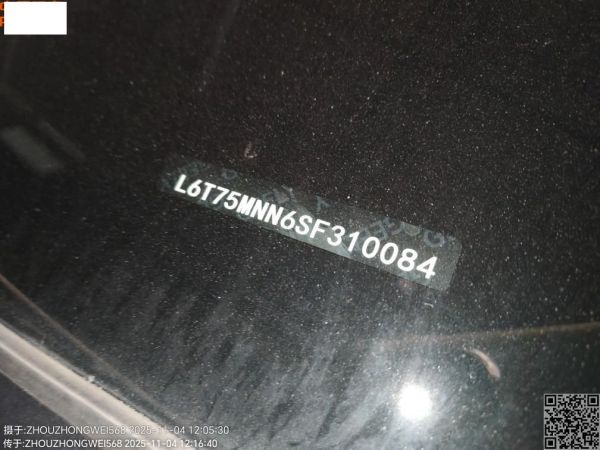 L6T75MNN6SF310084
摄于:ZHOUZHONGWEI568 2025-11-04 12:05:30
传于:ZHOUZHONGWEI568 2025-11-04 12:16:40